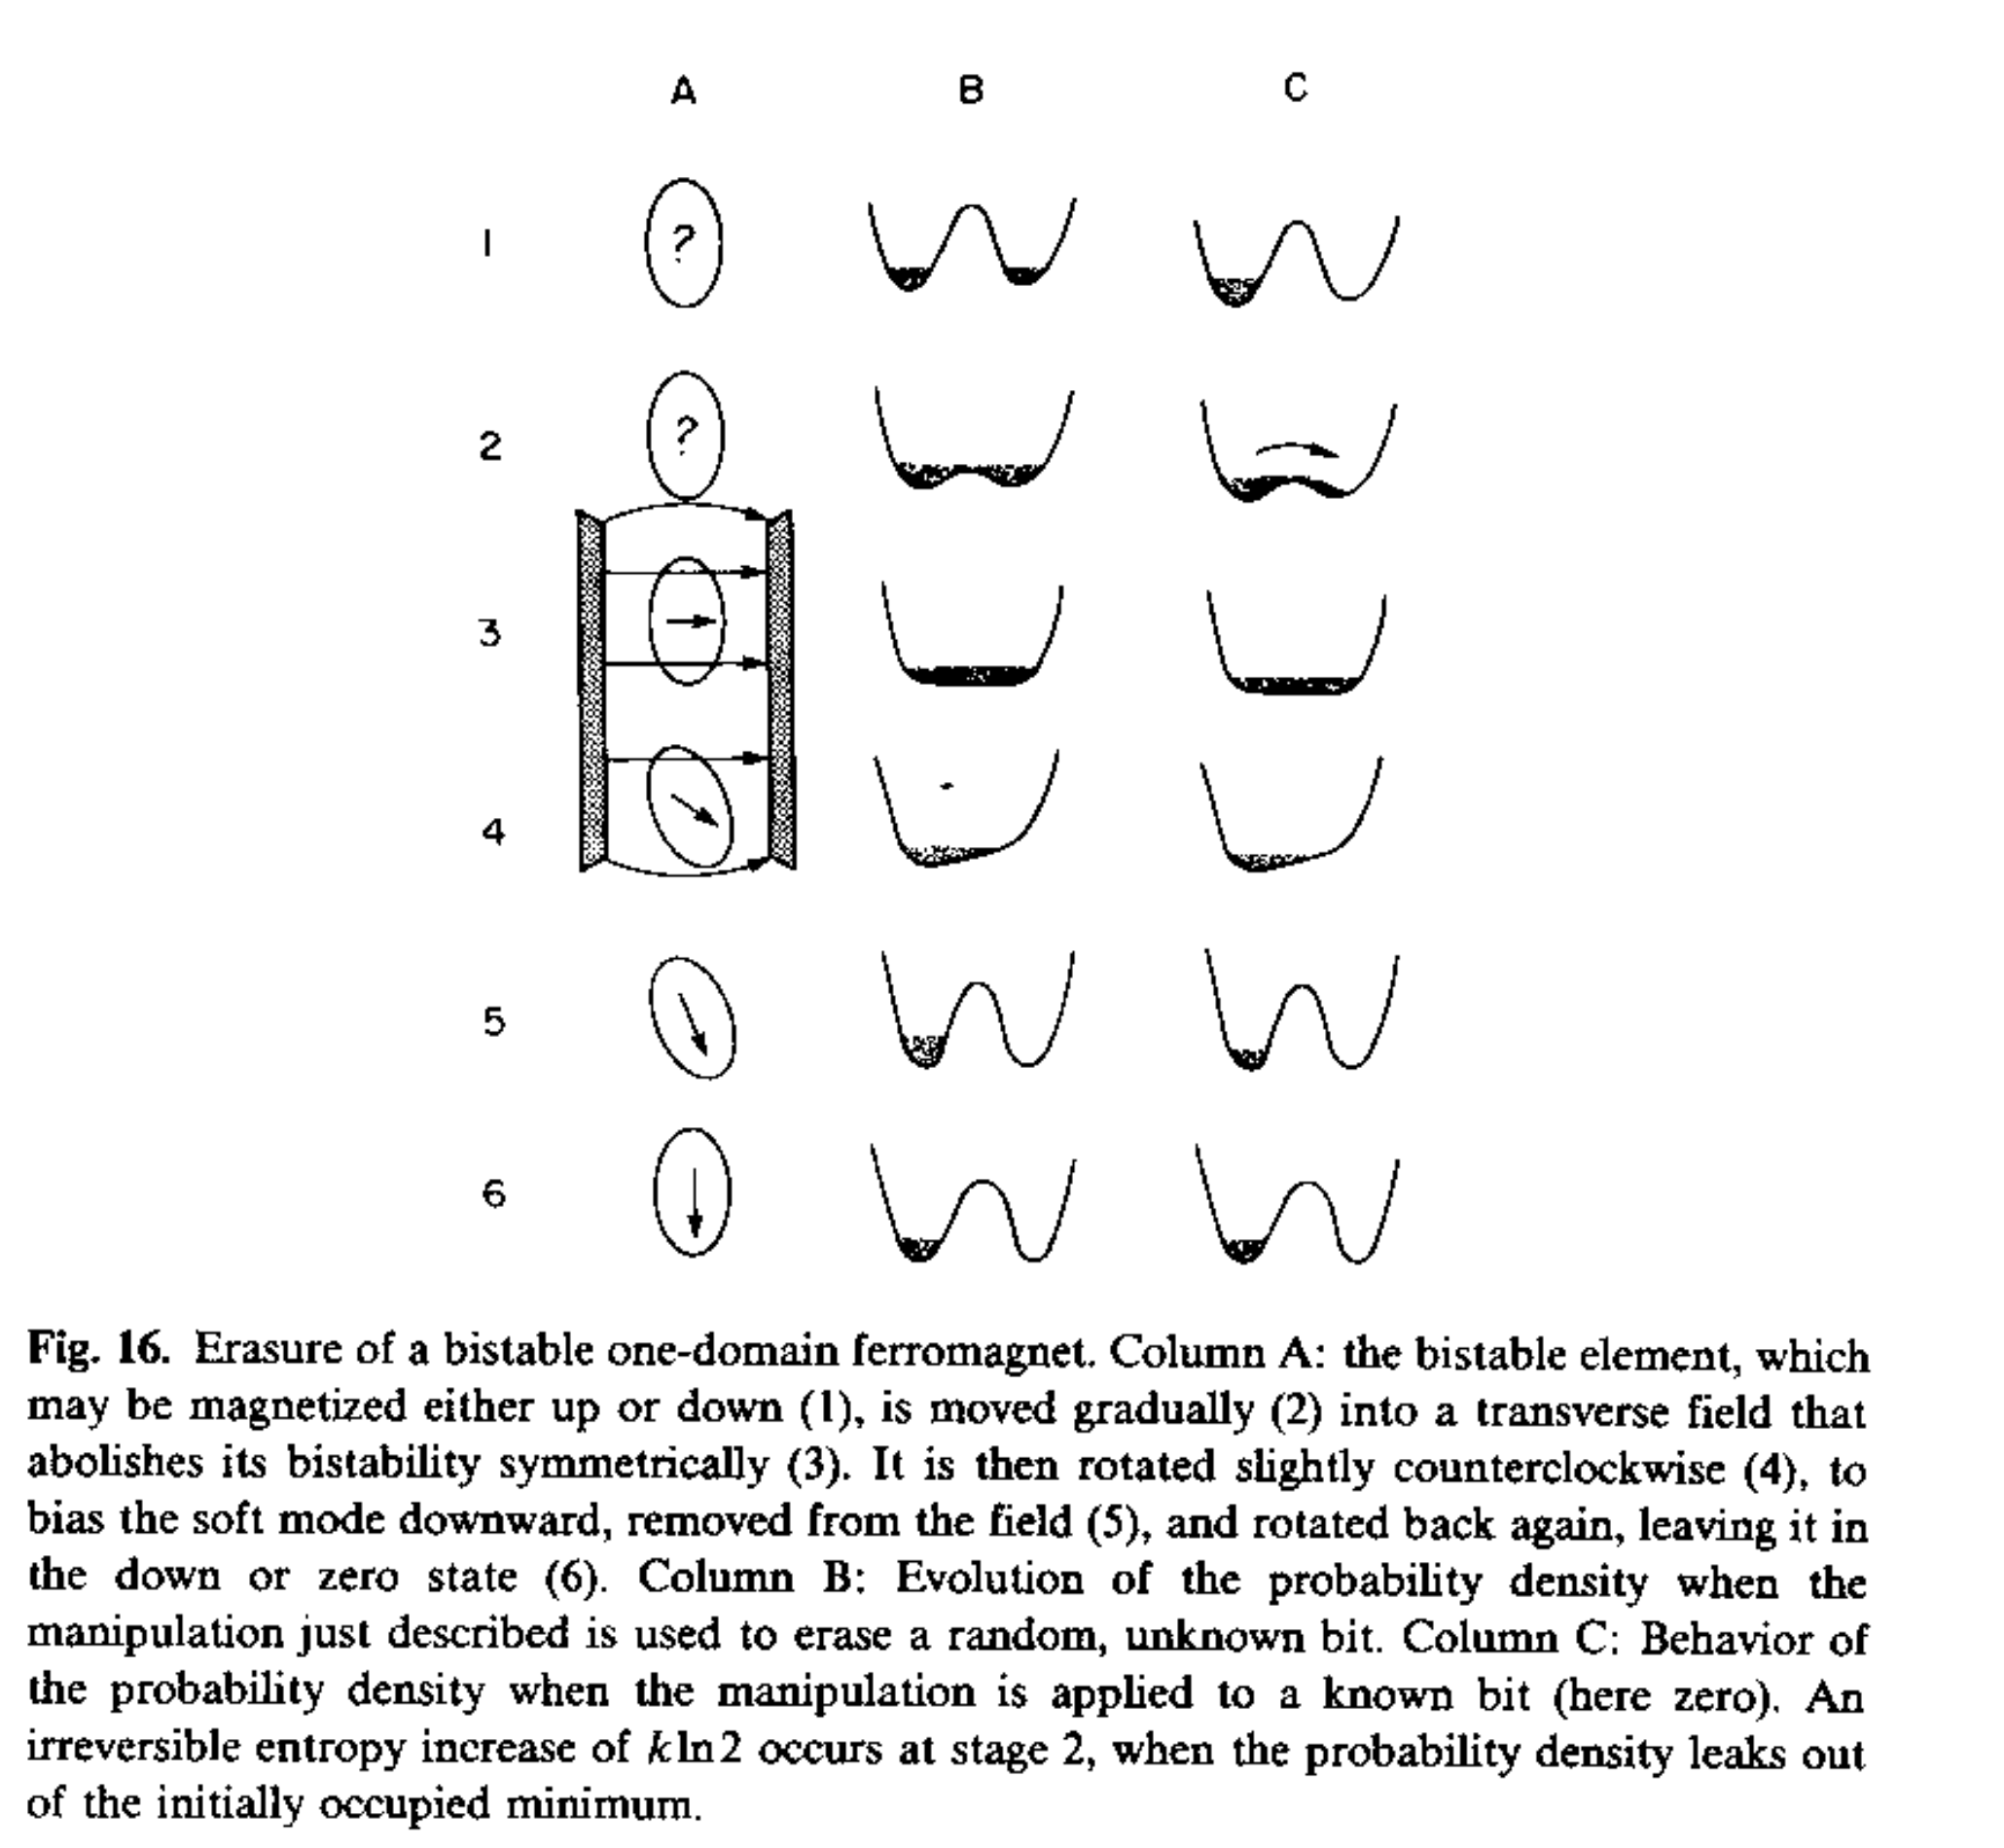 A B C
1
?
2
?
3
4
5
6
Fig. 16. Erasure of a bistable one-domain ferromagnet. Column A: the bistable element, which
may be magnetized either up or down (1), is moved gradually (2) into a transverse field that
abolishes its bistability symmetrically (3). It is then rotated slightly counterclockwise (4), to
bias the soft mode downward, removed from the field (5), and rotated back again, leaving it in
the down or zero state (6). Column B: Evolution of the probability density when the
manipulation just described is used to erase a random, unknown bit. Column C: Behavior of
the probability density when the manipulation is applied to a known bit (here zero). An
irreversible entropy increase of k ln 2 occurs at stage 2, when the probability density leaks out
of the initially occupied minimum.